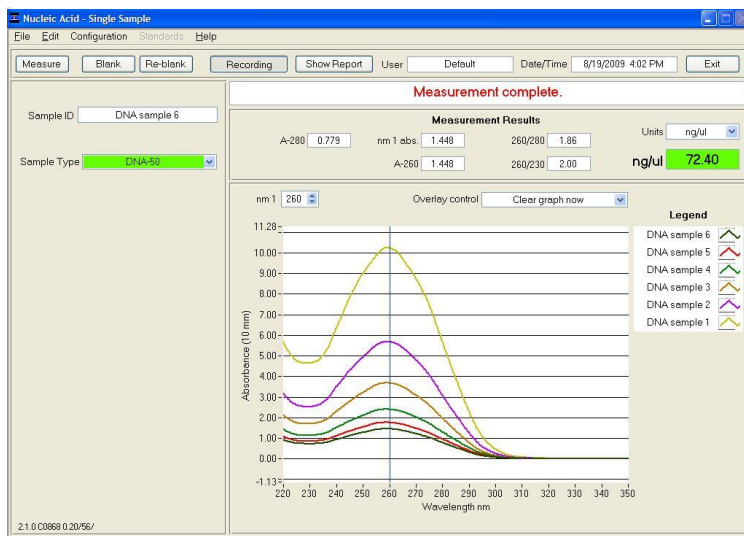 Nucleic Acid - Single Sample
File Edit Configuration Standards Help
Measure Blank Re-blank Recording Show Report User Default Date/Time 8/19/2009 4:02 PM Exit
Measurement complete.
Sample ID DNA sample 6
Sample Type DNA-50
Measurement Results
A-280 0.779 nm 1 abs. 1.448 260/280 1.86
A-260 1.448 260/230 2.00
Units ng/ul
ng/ul 72.40
nm 1 260 Overlay control Clear graph now
Legend
DNA sample 6
DNA sample 5
DNA sample 4
DNA sample 3
DNA sample 2
DNA sample 1
Absorbance (10 mm)
11.28
10.00
9.00
8.00
7.00
6.00
5.00
4.00
3.00
2.00
1.00
0.00
-1.13
220 230 240 250 260 270 280 290 300 310 320 330 340 350
Wavelength nm
2.1.0 C0868 0.20/56/